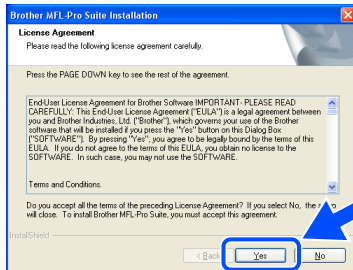 Brother MFL-Pro Suite Installation
License Agreement
Please read the following license agreement carefully.
Press the PAGE DOWN key to see the rest of the agreement.
End-User License Agreement for Brother Software IMPORTANT- PLEASE READ
CAREFULLY: This End-User License Agreement ("EULA") is a legal agreement between
you and Brother Industries, Ltd. ("Brother"), which governs your use of the Brother
software that will be installed if you press the "Yes" button on this Dialog Box
("SOFTWARE"). By pressing "Yes", you agree to be legally bound by the terms of this
EULA. If you do not agree to the terms of this EULA, you obtain no license to the
SOFTWARE. In such case, you may not use the SOFTWARE.
Terms and Conditions.
Do you accept all the terms of the preceding License Agreement? If you select No, the
will close. To install Brother MFL-Pro Suite, you must accept this agreement.
InstallShield
< Back
Yes
No